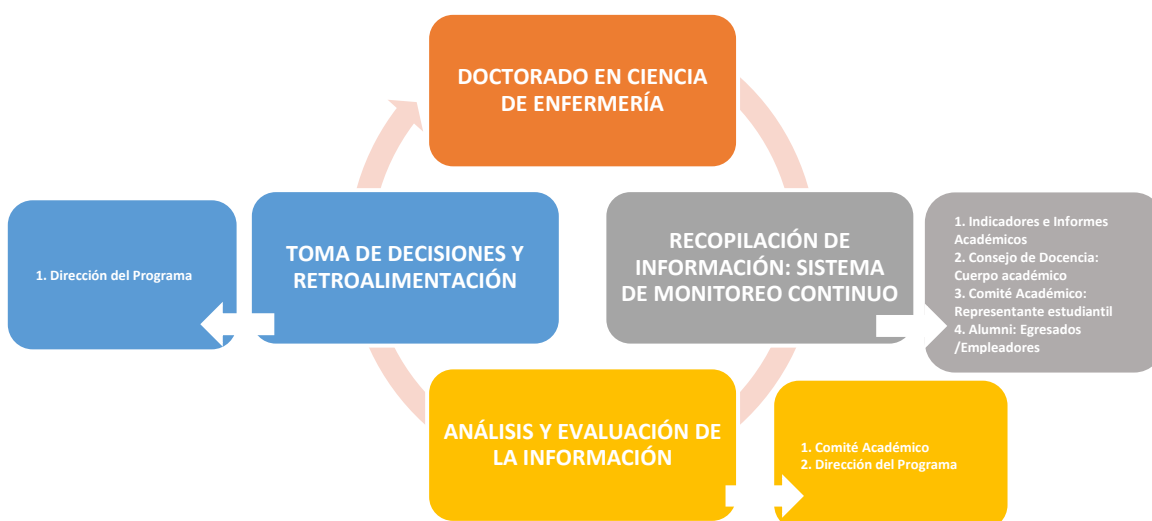 DOCTORADO EN CIENCIA
DE ENFERMERÍA
RECOPILACIÓN DE
INFORMACIÓN: SISTEMA
DE MONITOREO CONTINUO
1. Indicadores e Informes
Académicos
2. Consejo de Docencia:
Cuerpo académico
3. Comité Académico:
Representante estudiantil
4. Alumni: Egresados
/Empleadores
ANÁLISIS Y EVALUACIÓN DE
LA INFORMACIÓN
1. Comité Académico
2. Dirección del Programa
TOMA DE DECISIONES Y
RETROALIMENTACIÓN
1. Dirección del Programa